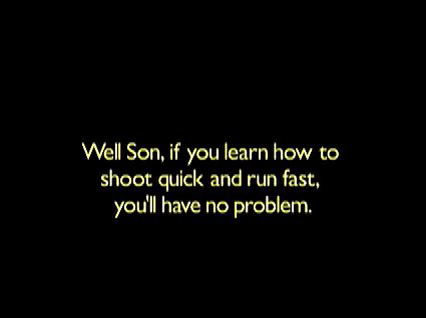 Well Son, if you learn how to
shoot quick and run fast,
you'll have no problem.